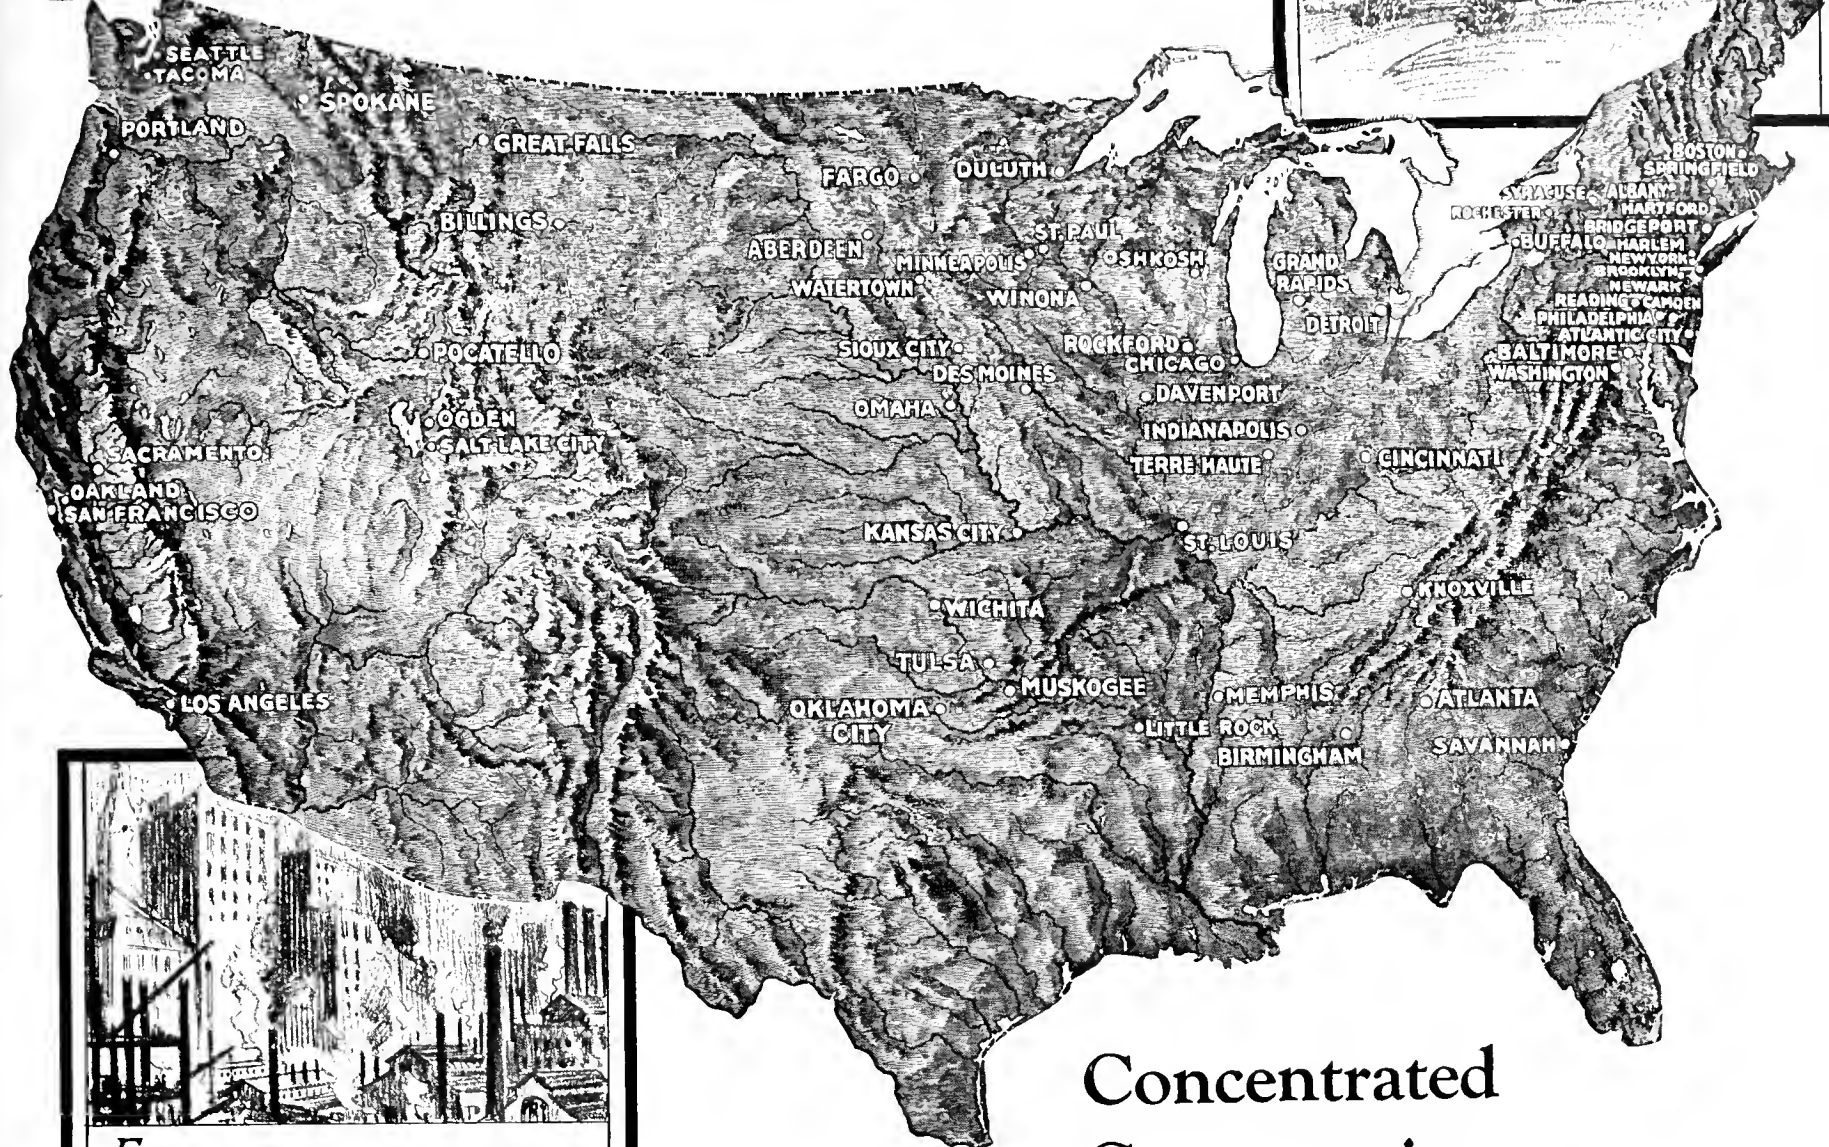 SEATTLE
TACOMA
SPOKANE
PORTLAND
GREAT FALLS
FARGO
DULUTH
BOSTON
SPRINGFIELD
SYRACUSE
ALBANY
ROCHESTER
HARTFORD
BILLINGS
BRIDGEPORT
ST. PAUL
ABERDEEN
BUFFALO
HARLEM
MINNEAPOLIS
OSHKOSH
GRAND
RAPIDS
NEW YORK
BROOKLYN
WATERTOWN
WINONA
NEWARK
READING
CAMDEN
DETROIT
PHILADELPHIA
ATLANTIC CITY
POCATELLO
SIOUX CITY
ROCKFORD
CHICAGO
BALTIMORE
WASHINGTON
DES MOINES
OMAHA
DAVENPORT
OGDEN
SALT LAKE CITY
INDIANAPOLIS
SACRAMENTO
TERRE HAUTE
CINCINNATI
OAKLAND
SAN FRANCISCO
KANSAS CITY
ST. LOUIS
KNOXVILLE
WICHITA
TULSA
MUSKOGEE
MEMPHIS
ATLANTA
LOS ANGELES
OKLAHOMA
CITY
LITTLE ROCK
BIRMINGHAM
SAVANNAH
Concentrated